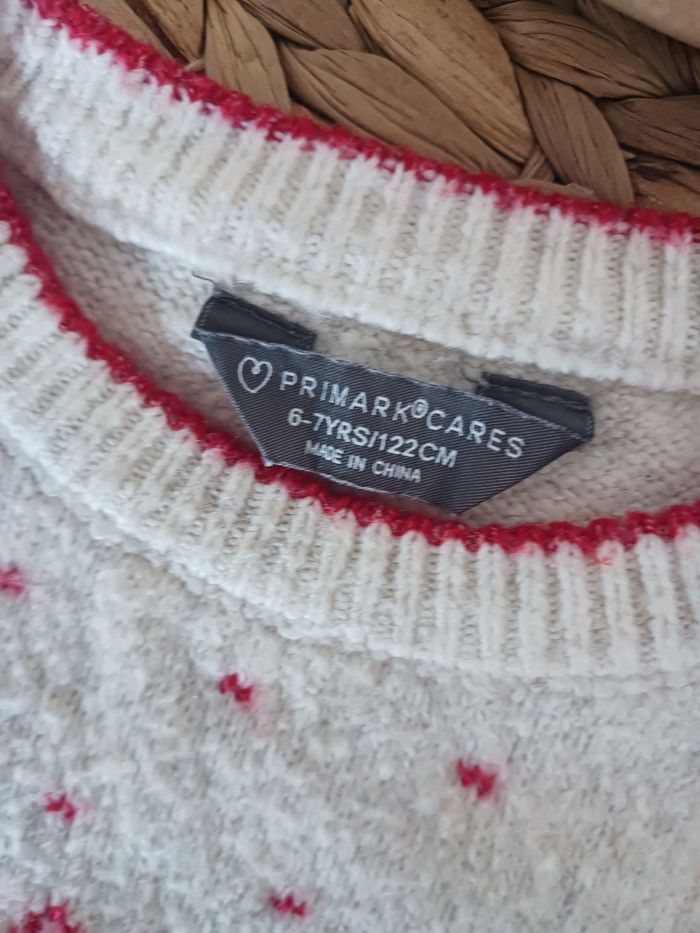 PRIMARK® CARES
6-7YRS/122CM
MADE IN CHINA